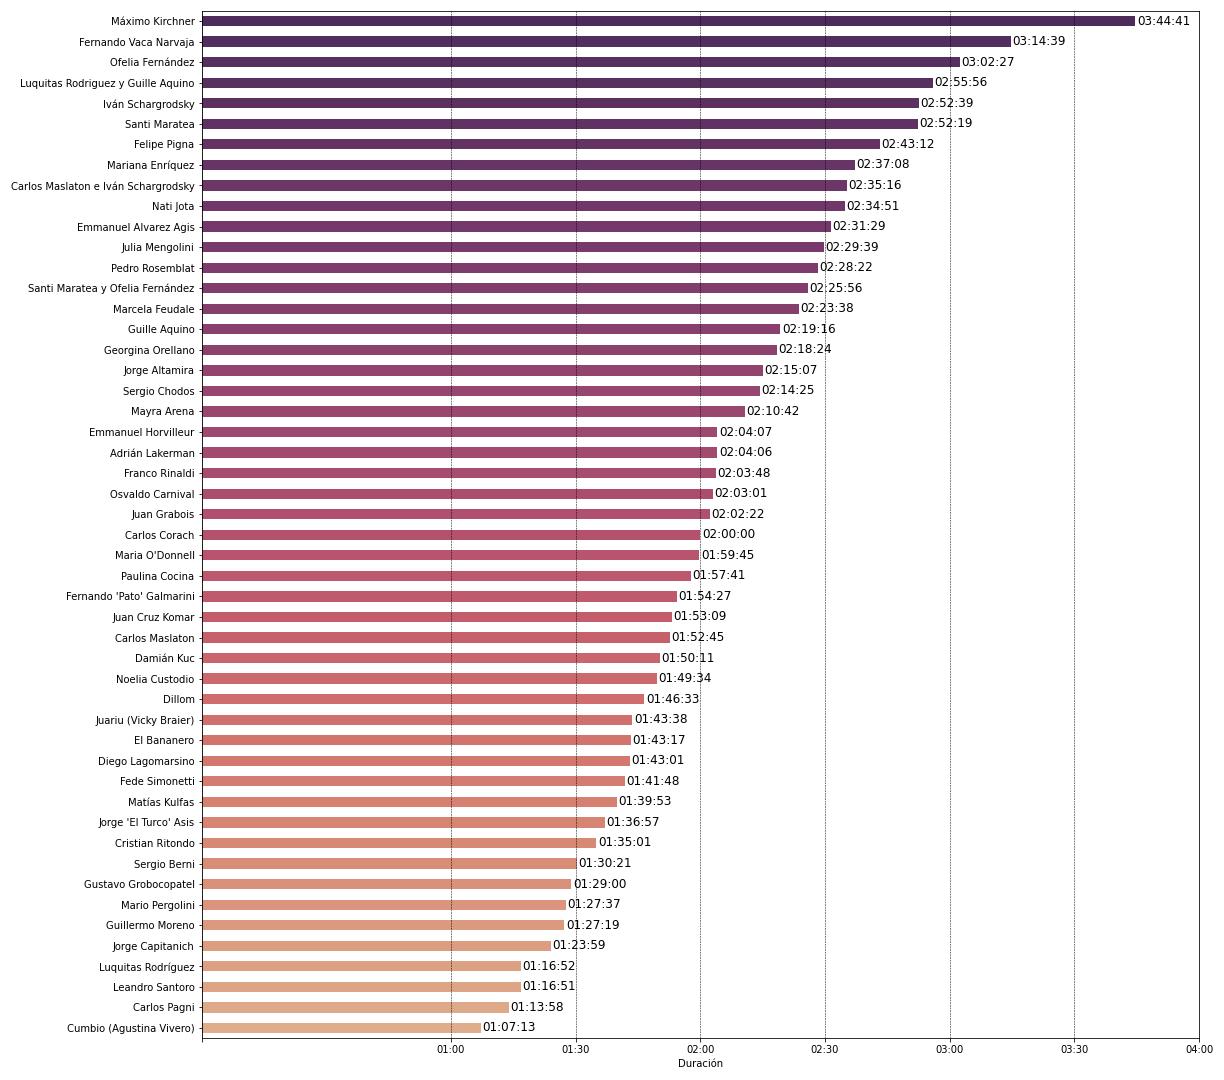 Máximo Kirchner 03:44:41
Fernando Vaca Narvaja 03:14:39
Ofelia Fernández 03:02:27
Luquitas Rodriguez y Guille Aquino 02:55:56
Iván Schargrodsky 02:52:39
Santi Maratea 02:52:19
Felipe Pigna 02:43:12
Mariana Enríquez 02:37:08
Carlos Maslaton e Iván Schargrodsky 02:35:16
Nati Jota 02:34:51
Emmanuel Alvarez Agis 02:31:29
Julia Mengolini 02:29:39
Pedro Rosemblat 02:28:22
Santi Maratea y Ofelia Fernández 02:25:56
Marcela Feudale 02:23:38
Guille Aquino 02:19:16
Georgina Orellano 02:18:24
Jorge Altamira 02:15:07
Sergio Chodos 02:14:25
Mayra Arena 02:10:42
Emmanuel Horvilleur 02:04:07
Adrián Lakerman 02:04:06
Franco Rinaldi 02:03:48
Osvaldo Carnival 02:03:01
Juan Grabois 02:02:22
Carlos Corach 02:00:00
Maria O'Donnell 01:59:45
Paulina Cocina 01:57:41
Fernando 'Pato' Galmarini 01:54:27
Juan Cruz Komar 01:53:09
Carlos Maslaton 01:52:45
Damián Kuc 01:50:11
Noelia Custodio 01:49:34
Dillom 01:46:33
Juariu (Vicky Braier) 01:43:38
El Bananero 01:43:17
Diego Lagomarsino 01:43:01
Fede Simonetti 01:41:48
Matías Kulfas 01:39:53
Jorge 'El Turco' Asis 01:36:57
Cristian Ritondo 01:35:01
Sergio Berni 01:30:21
Gustavo Grobocopatel 01:29:00
Mario Pergolini 01:27:37
Guillermo Moreno 01:27:19
Jorge Capitanich 01:23:59
Luquitas Rodríguez 01:16:52
Leandro Santoro 01:16:51
Carlos Pagni 01:13:58
Cumbio (Agustina Vivero) 01:07:13
01:00 01:30 02:00 02:30 03:00 03:30 04:00
Duración